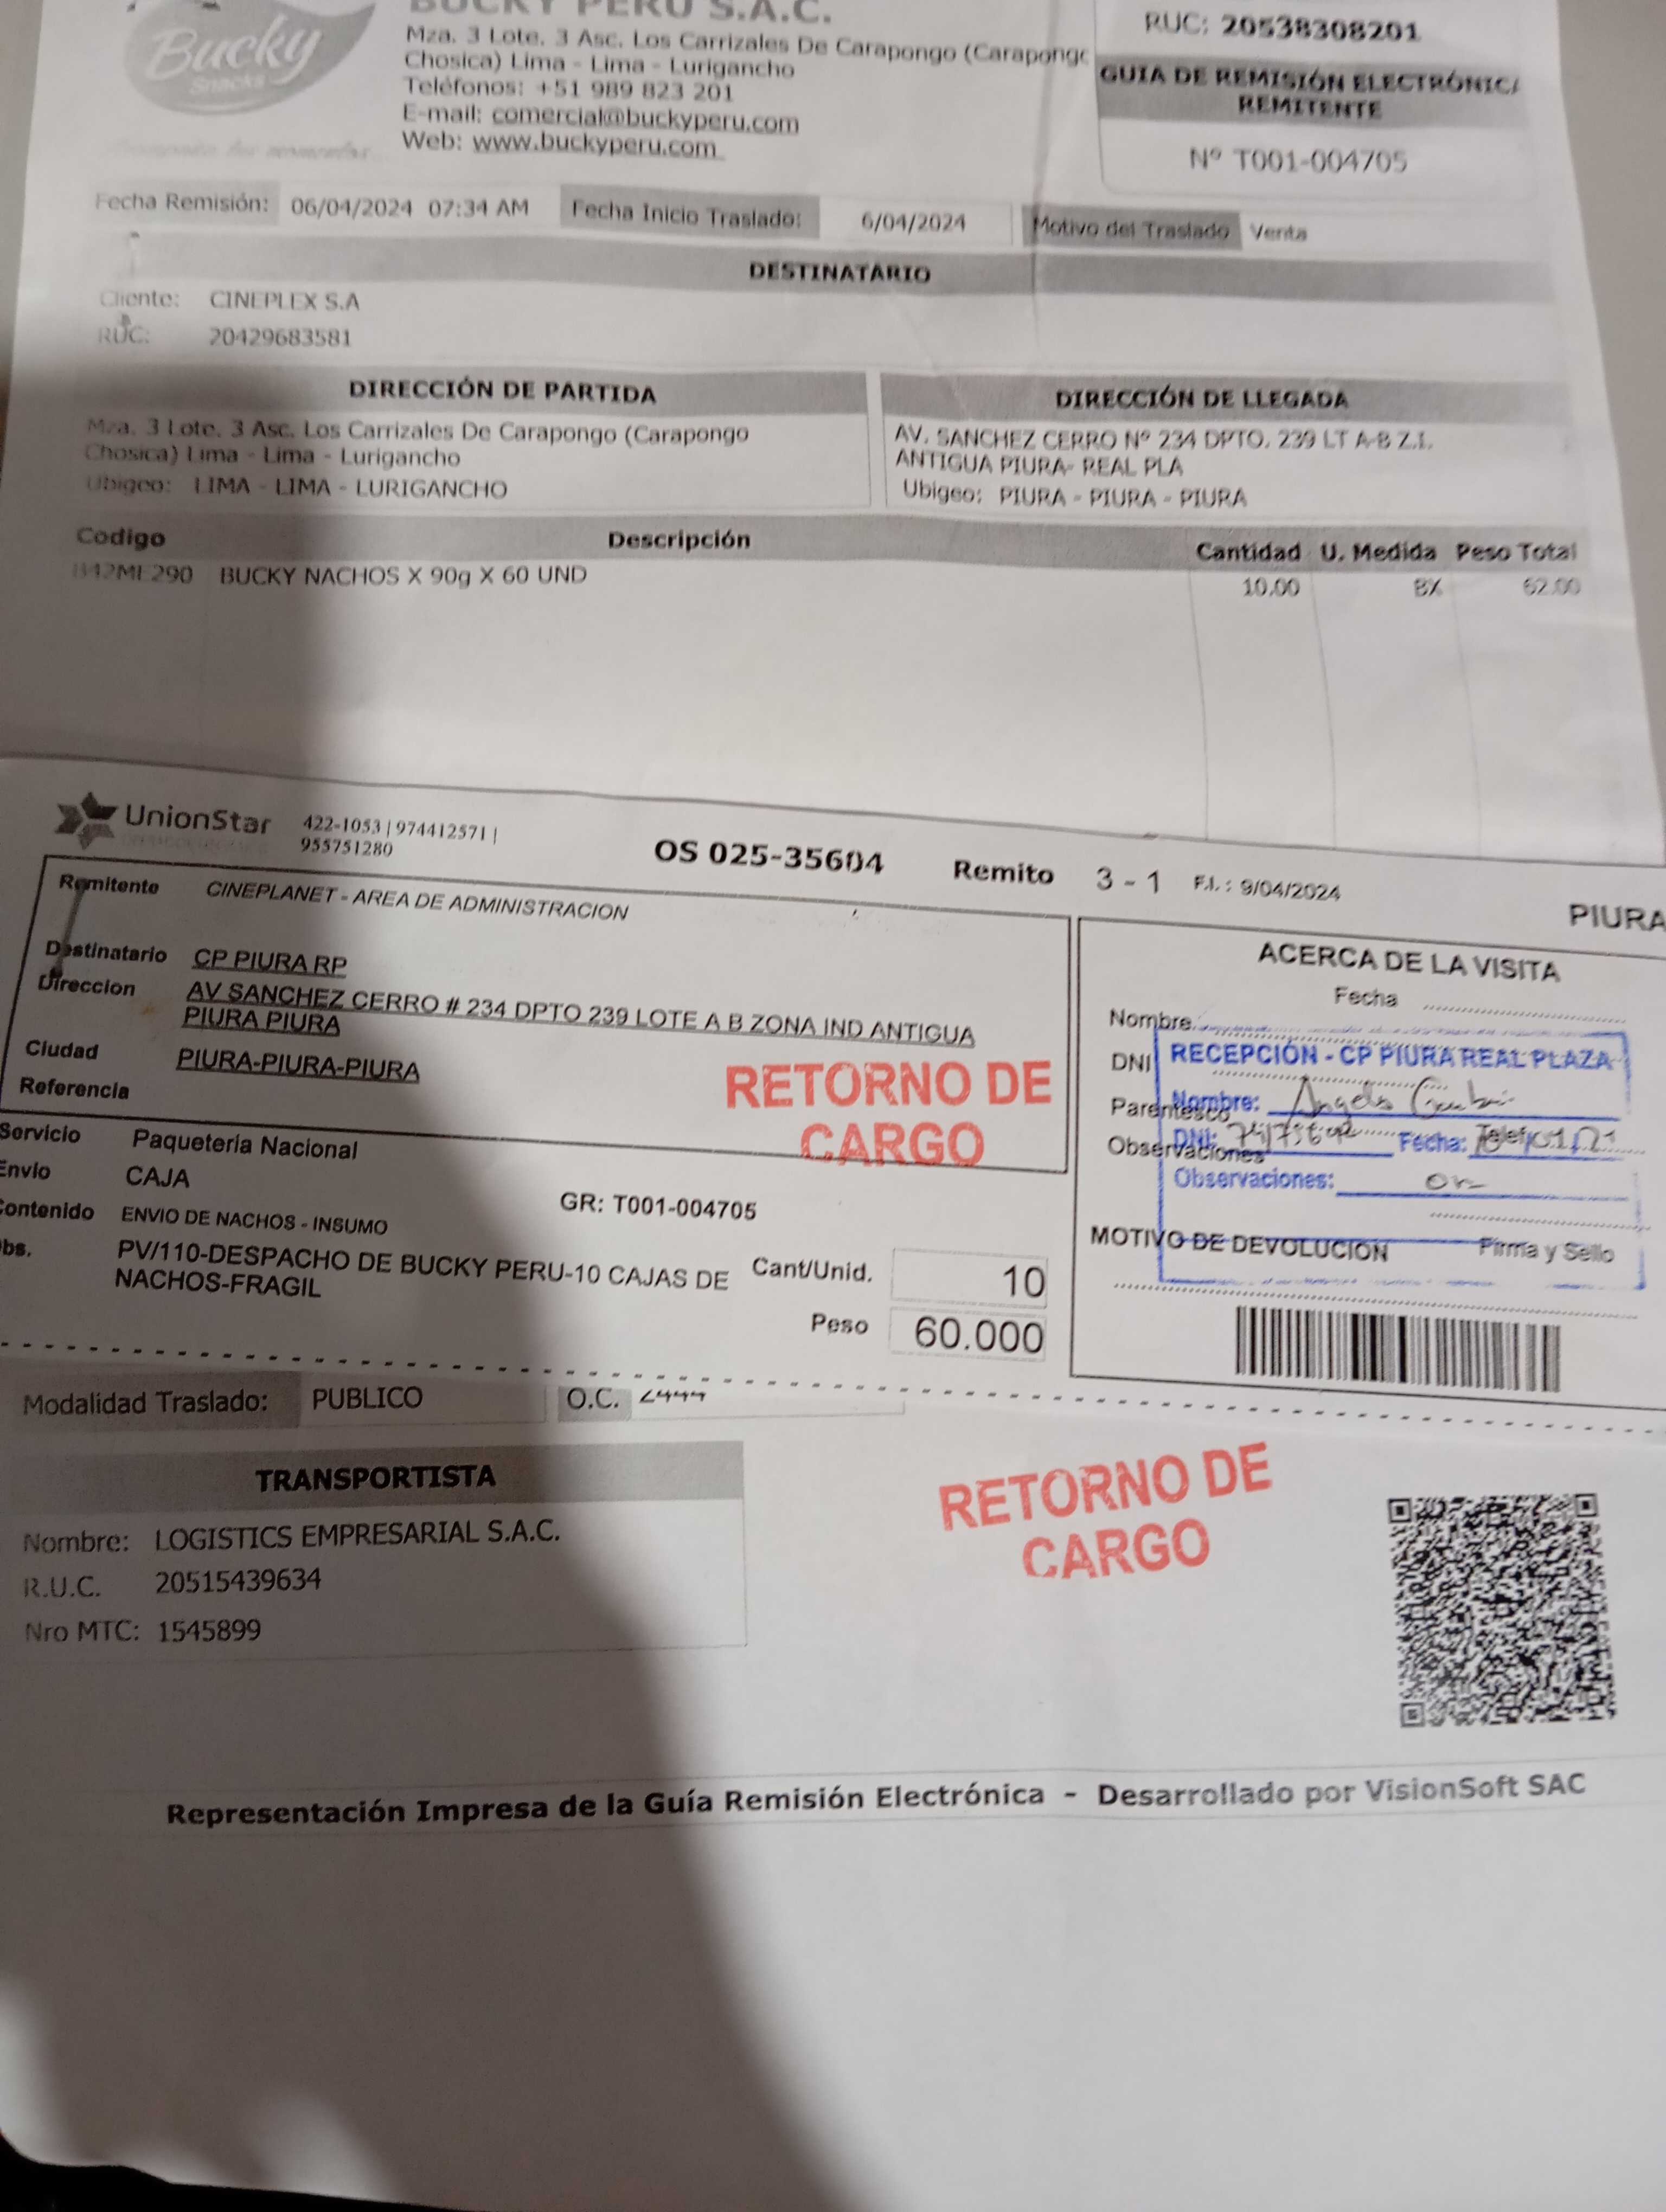 Bucky
Snacks
BUCKY PERU S.A.C.
Mza. 3 Lote. 3 Asc. Los Carrizales De Carapongo (Carapongo
Chosica) Lima - Lima - Lurigancho
Teléfonos: +51 989 823 201
E-mail: comercial@buckyperu.com
Web: www.buckyperu.com
RUC: 20538308201
GUIA DE REMISIÓN ELECTRÓNICA
REMITENTE
Nº T001-004705
Fecha Remisión: 06/04/2024 07:34 AM Fecha Inicio Traslado: 6/04/2024 Motivo del Traslado Venta
DESTINATARIO
Cliente: CINEPLEX S.A
RUC: 20429683581
DIRECCIÓN DE PARTIDA
Mza. 3 Lote. 3 Asc. Los Carrizales De Carapongo (Carapongo
Chosica) Lima - Lima - Lurigancho
Ubigeo: LIMA - LIMA - LURIGANCHO
DIRECCIÓN DE LLEGADA
AV. SANCHEZ CERRO Nº 234 DPTO. 239 LT A-B Z.I.
ANTIGUA PIURA- REAL PLA
Ubigeo: PIURA - PIURA - PIURA
Codigo Descripción Cantidad U. Medida Peso Total
BUCKY NACHOS X 90g X 60 UND 10.00 BX 62.00
UnionStar 422-1053 | 974412571 |
955751280
OS 025-35604 Remito 3 - 1 F.I. : 9/04/2024
PIURA
Remitente CINEPLANET - AREA DE ADMINISTRACION
Destinatario CP PIURA RP
Direccion AV SANCHEZ CERRO # 234 DPTO 239 LOTE A B ZONA IND ANTIGUA
PIURA PIURA
Ciudad PIURA-PIURA-PIURA
Referencia
RETORNO DE
CARGO
Servicio Paqueteria Nacional
Envio CAJA
Contenido ENVIO DE NACHOS - INSUMO
GR: T001-004705
Obs. PV/110-DESPACHO DE BUCKY PERU-10 CAJAS DE
NACHOS-FRAGIL
Cant/Unid. 10
Peso 60.000
ACERCA DE LA VISITA
Fecha
Nombre
DNI
Parentesco
Telef
Observaciones
RECEPCIÓN - CP PIURA REAL PLAZA
Nombre:
DNI: Fecha:
Observaciones:
MOTIVO DE DEVOLUCION Firma y Sello
Modalidad Traslado: PUBLICO O.C.
TRANSPORTISTA
Nombre: LOGISTICS EMPRESARIAL S.A.C.
R.U.C. 20515439634
Nro MTC: 1545899
RETORNO DE
CARGO
Representación Impresa de la Guía Remisión Electrónica - Desarrollado por VisionSoft SAC